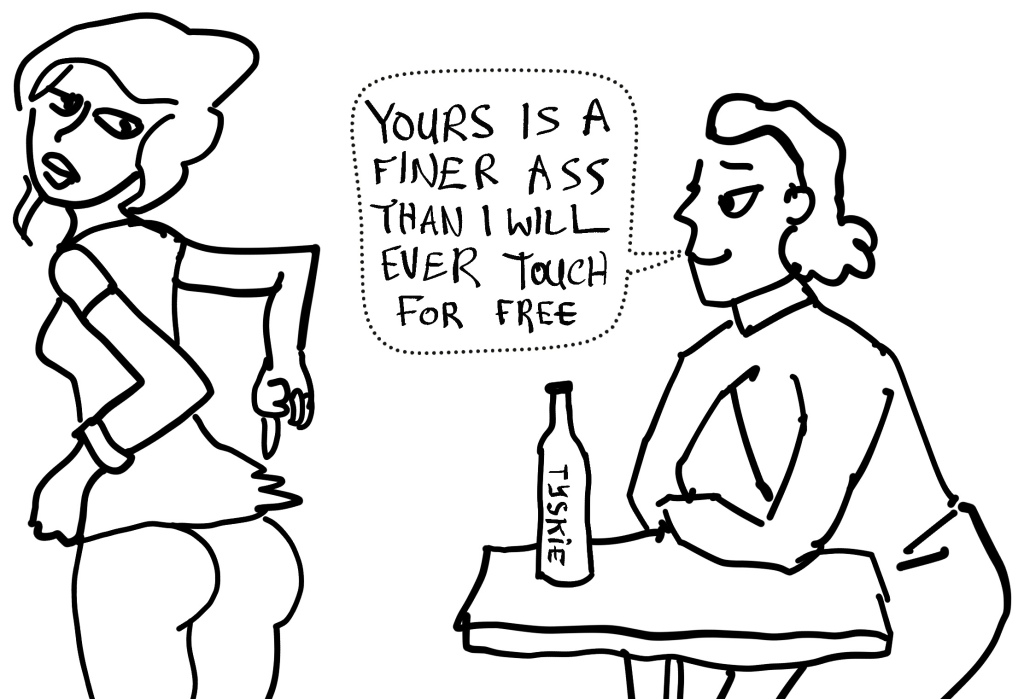 YOURS IS A
FINER ASS
THAN I WILL
EVER TOUCH
FOR FREE
TYSKiE